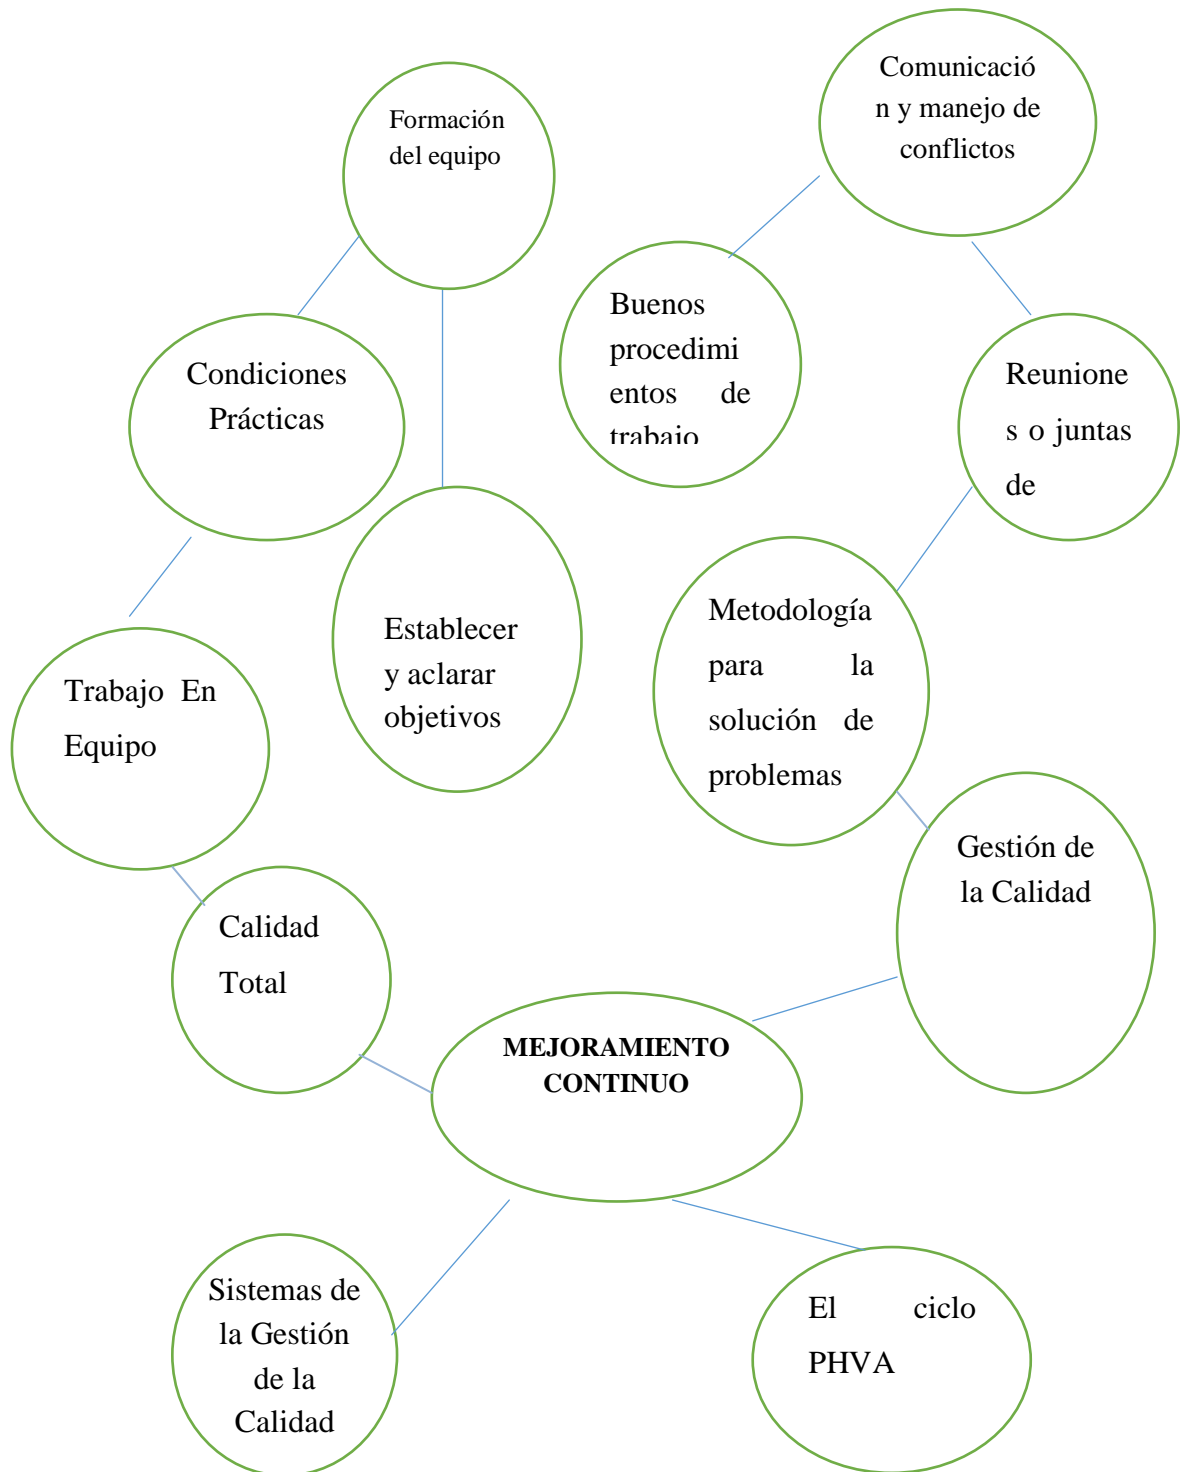 Comunicació
n y manejo de
conflictos
Formación
del equipo
Buenos
procedimi
entos de
trabajo
Condiciones
Prácticas
Reunione
s o juntas
de
Metodología
para la
solución de
problemas
Establecer
y aclarar
objetivos
Trabajo En
Equipo
Gestión de
la Calidad
Calidad
Total
MEJORAMIENTO
CONTINUO
Sistemas de
la Gestión
de la
Calidad
El ciclo
PHVA